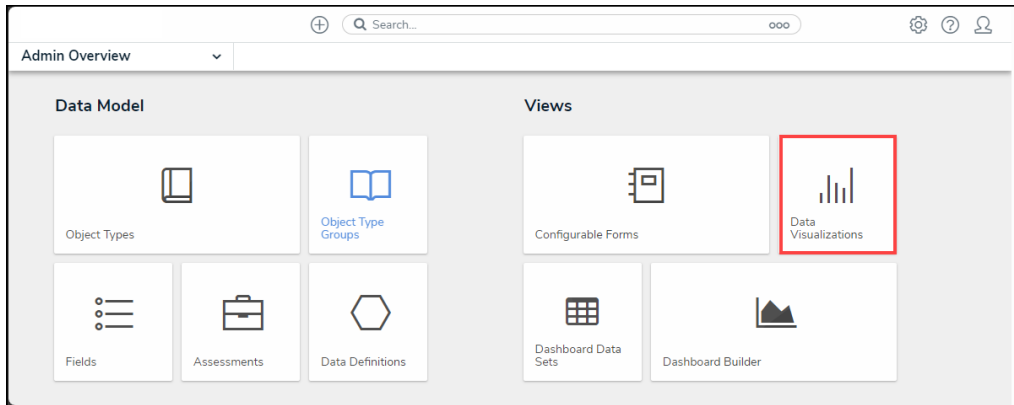 Search...
Admin Overview
Data Model
Views
Object Types
Object Type
Groups
Configurable Forms
Data
Visualizations
Fields
Assessments
Data Definitions
Dashboard Data
Sets
Dashboard Builder